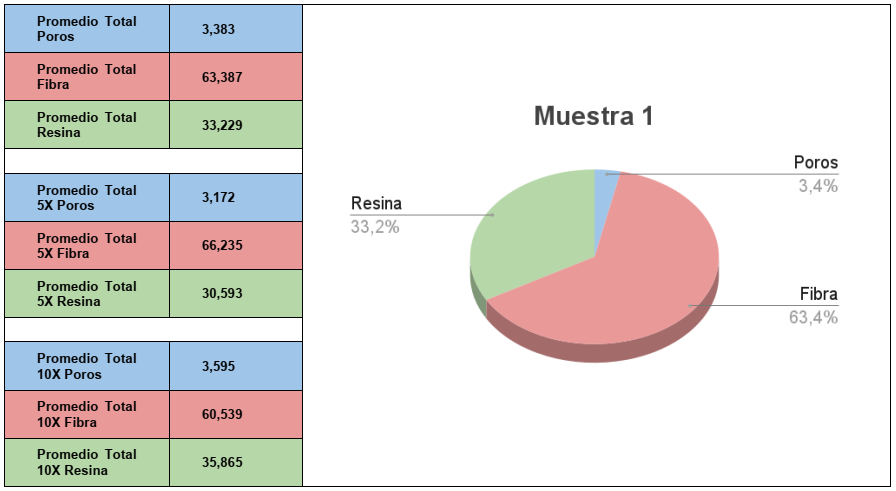 Promedio Total
Poros
3,383
Promedio Total
Fibra
63,387
Promedio Total
Resina
33,229
Promedio Total
5X Poros
3,172
Promedio Total
5X Fibra
66,235
Promedio Total
5X Resina
30,593
Promedio Total
10X Poros
3,595
Promedio Total
10X Fibra
60,539
Promedio Total
10X Resina
35,865
Muestra 1
Poros
3,4%
Resina
33,2%
Fibra
63,4%